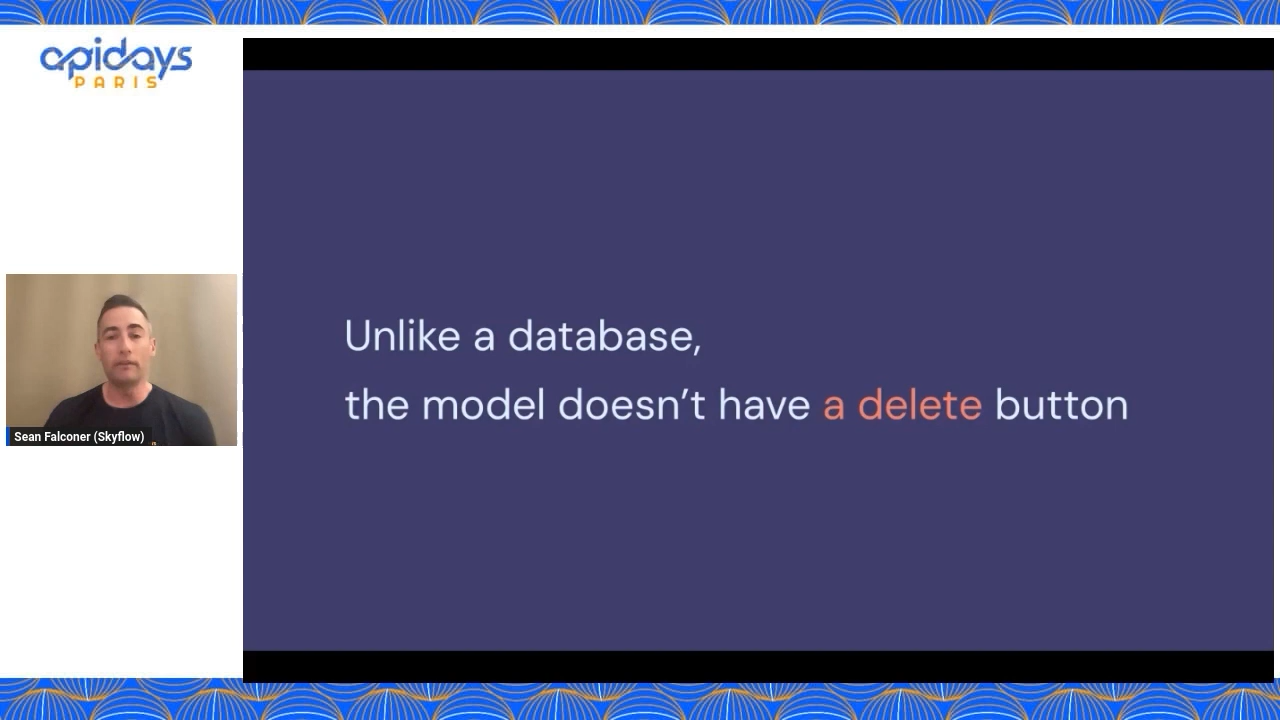 apidays
PARIS
Unlike a database,
the model doesn’t have a delete button
Sean Falconer (Skyflow)